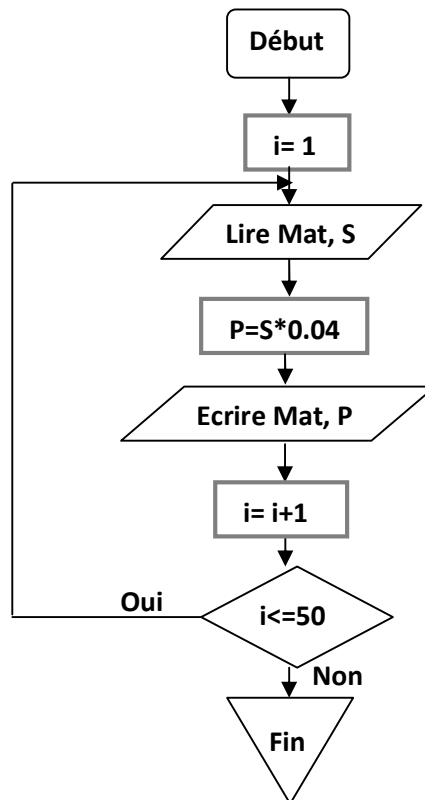 Début
i= 1
Lire Mat, S
P=S*0.04
Ecrire Mat, P
i= i+1
Oui
i<=50
Non
Fin